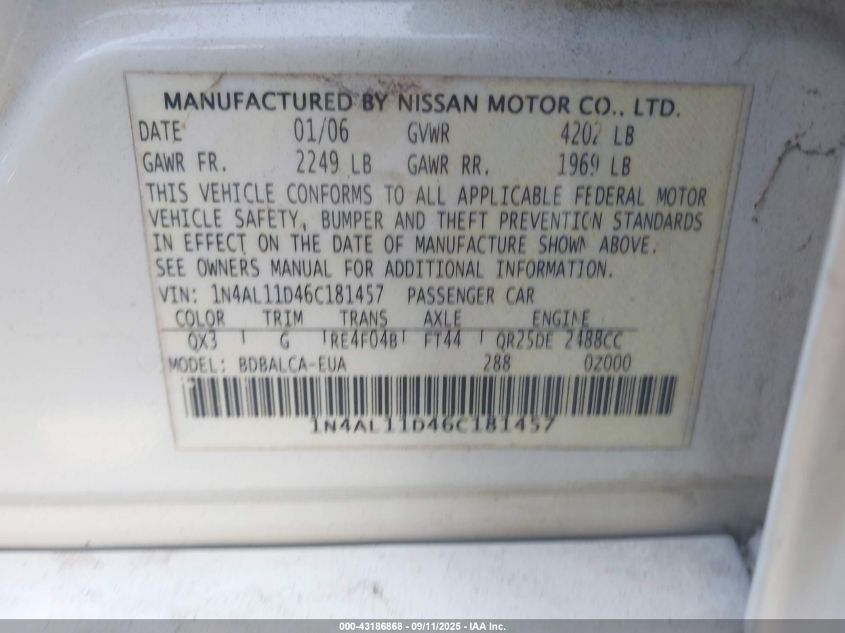 MANUFACTURED BY NISSAN MOTOR CO., LTD.
DATE 01/06 GVWR 4202 LB
GAWR FR. 2249 LB GAWR RR. 1969 LB
THIS VEHICLE CONFORMS TO ALL APPLICABLE FEDERAL MOTOR
VEHICLE SAFETY, BUMPER AND THEFT PREVENTION STANDARDS
IN EFFECT ON THE DATE OF MANUFACTURE SHOWN ABOVE.
SEE OWNERS MANUAL FOR ADDITIONAL INFORMATION.
VIN: 1N4AL11D46C181457 PASSENGER CAR
COLOR TRIM TRANS AXLE ENGINE
QX3 G RE4F04B FT44 QR25DE 2488CC
MODEL: BDBALCA-EUA 288 0Z000
1N4AL11D46C181457
000-43186868 - 09/11/2025 - IAA Inc.